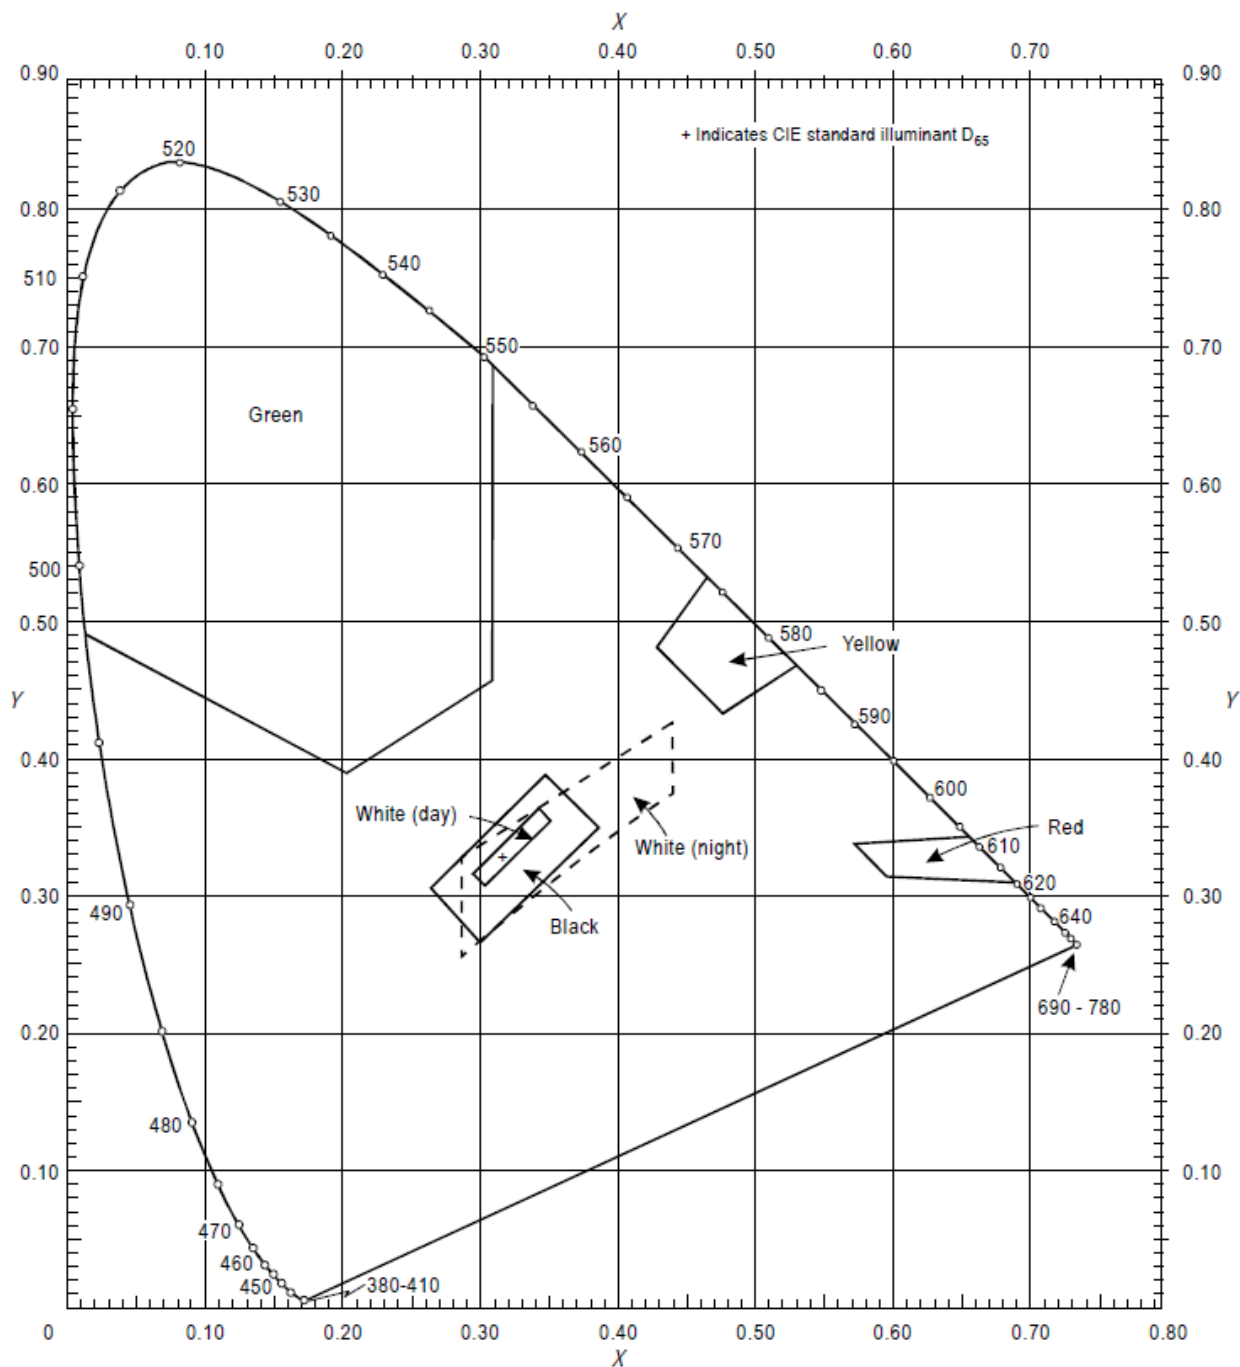 X
0.10 0.20 0.30 0.40 0.50 0.60 0.70
0.90 0.90
+ Indicates CIE standard illuminant D65
520
530
0.80 0.80
540
510
550
0.70 0.70
Green
560
0.60 0.60
570
500
0.50 0.50
580
Yellow
Y Y
590
0.40 0.40
600
White (day)
Red
White (night)
610
620
0.30 0.30
490
640
Black
690 - 780
0.20 0.20
480
0.10 0.10
470
460
450 380-410
0 0.10 0.20 0.30 0.40 0.50 0.60 0.70 0.80
X